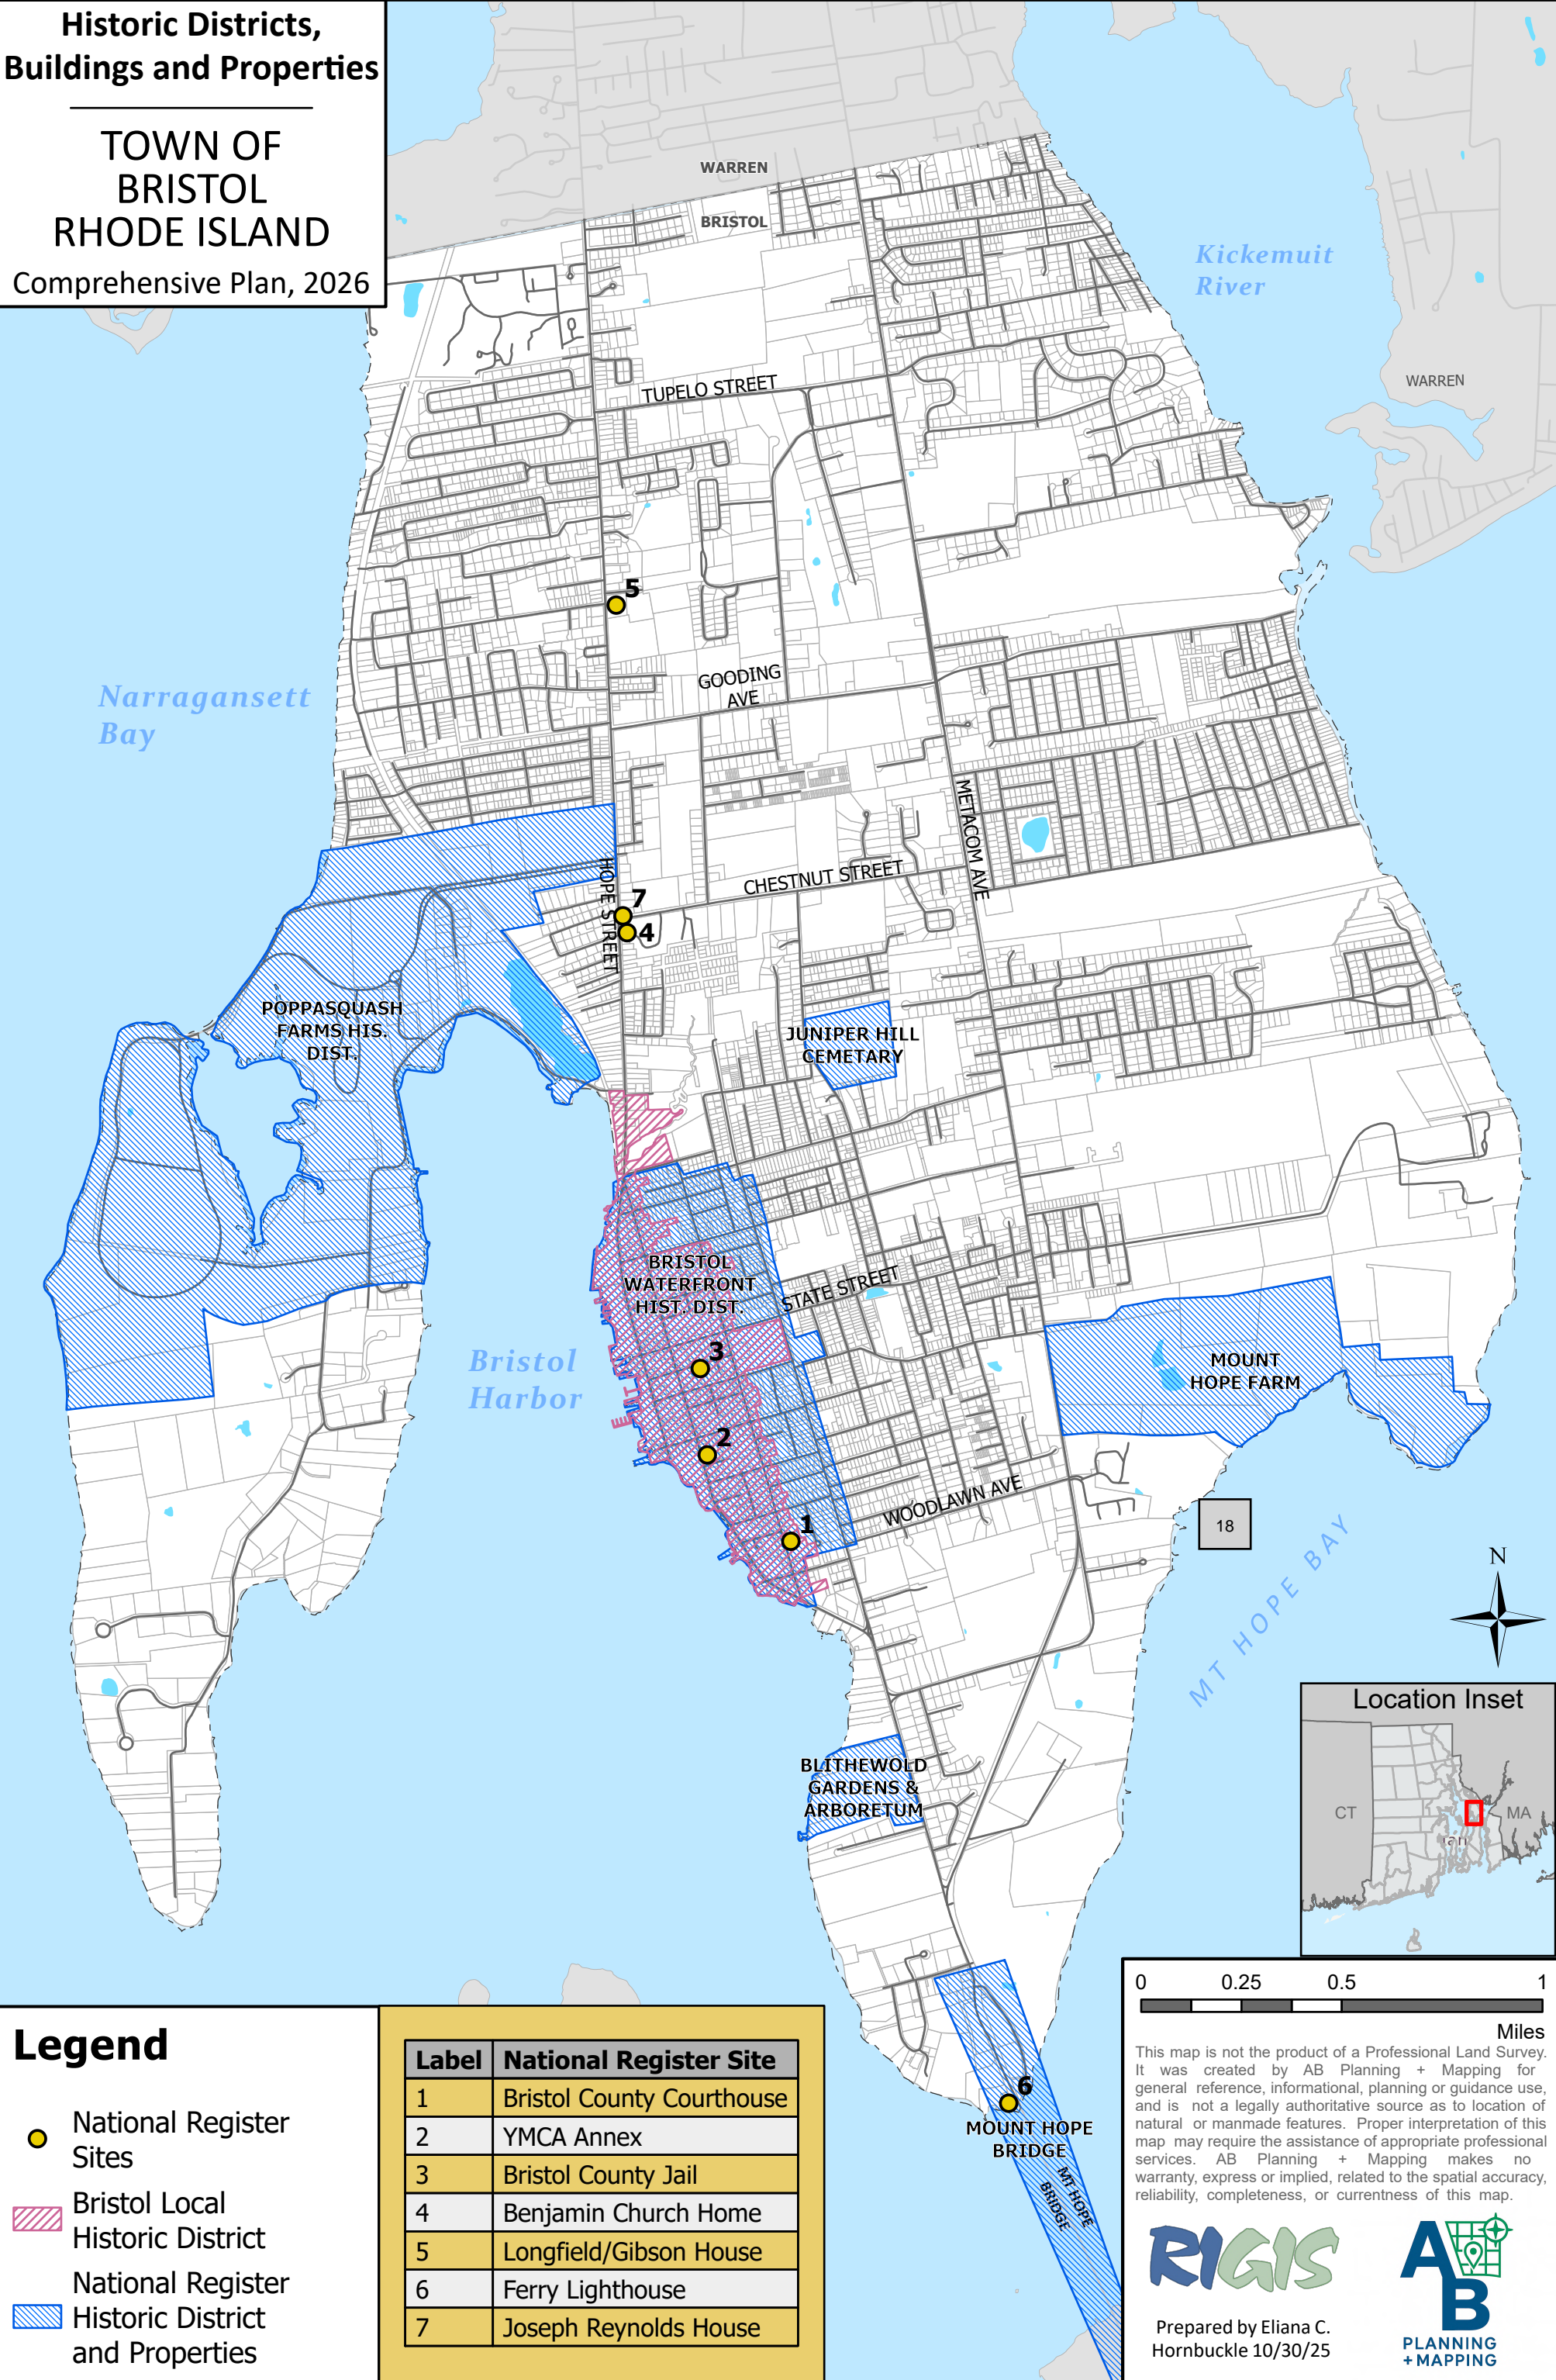 Historic Districts,
Buildings and Properties
TOWN OF
BRISTOL
RHODE ISLAND
Comprehensive Plan, 2026
WARREN
BRISTOL
Kickemuit
River
WARREN
TUPELO STREET
5
Narragansett
Bay
GOODING
AVE
METACOM AVE
HOPE STREET
CHESTNUT STREET
7
4
POPPASQUASH
FARMS HIS.
DIST.
JUNIPER HILL
CEMETARY
BRISTOL
WATERFRONT
HIST. DIST.
STATE STREET
3
Bristol
Harbor
MOUNT
HOPE FARM
2
WOODLAWN AVE
1
18
MT HOPE BAY
N
BLITHEWOLD
GARDENS &
ARBORETUM
Location Inset
CT
MA
ran
6
MOUNT HOPE
BRIDGE
MT HOPE
BRIDGE
0 0.25 0.5 1
Miles
This map is not the product of a Professional Land Survey.
It was created by AB Planning + Mapping for
general reference, informational, planning or guidance use,
and is not a legally authoritative source as to location of
natural or manmade features. Proper interpretation of this
map may require the assistance of appropriate professional
services. AB Planning + Mapping makes no
warranty, express or implied, related to the spatial accuracy,
reliability, completeness, or currentness of this map.
RIGIS
Prepared by Eliana C.
Hornbuckle 10/30/25
AB
PLANNING
+MAPPING
Legend
National Register
Sites
Bristol Local
Historic District
National Register
Historic District
and Properties
Label National Register Site
1 Bristol County Courthouse
2 YMCA Annex
3 Bristol County Jail
4 Benjamin Church Home
5 Longfield/Gibson House
6 Ferry Lighthouse
7 Joseph Reynolds House